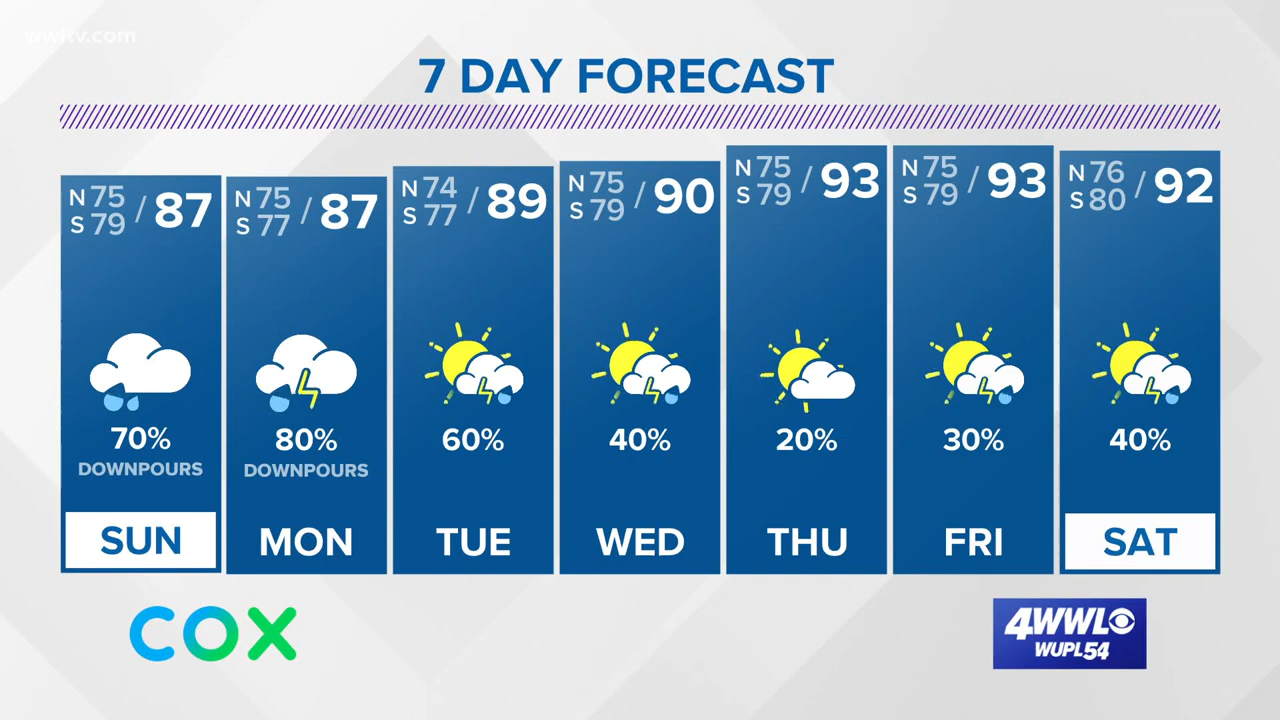 wwltv.com
7 DAY FORECAST
N 75 / 87
S 79
70%
DOWNPOURS
SUN
N 75 / 87
S 77
80%
DOWNPOURS
MON
N 74 / 89
S 77
60%
TUE
N 75 / 90
S 79
40%
WED
N 75 / 93
S 79
20%
THU
N 75 / 93
S 79
30%
FRI
N 76 / 92
S 80
40%
SAT
COX
4WWL
WUPL54